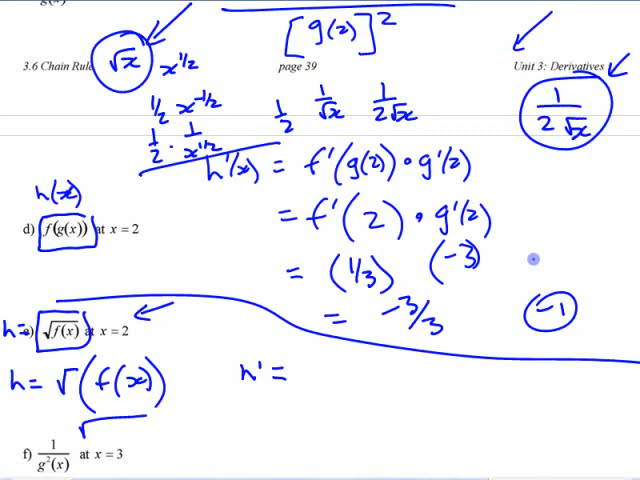 [g(2)]²
3.6 Chain Rul
√x
x^1/2
page 39
Unit 3: Derivatives
1/2 x^-1/2
1/2
1/√x
1/2√x
1/2√x
1/2 · 1/x^1/2
h'(x) = f'(g(2)) · g'(2)
h(x)
d) f(g(x)) at x = 2
= f'(2) · g'(2)
= (1/3) (-3)
= -3/3
-1
h=
√f(x) at x = 2
h = √(f(x))
h' =
√
f) 1/g²(x) at x = 3